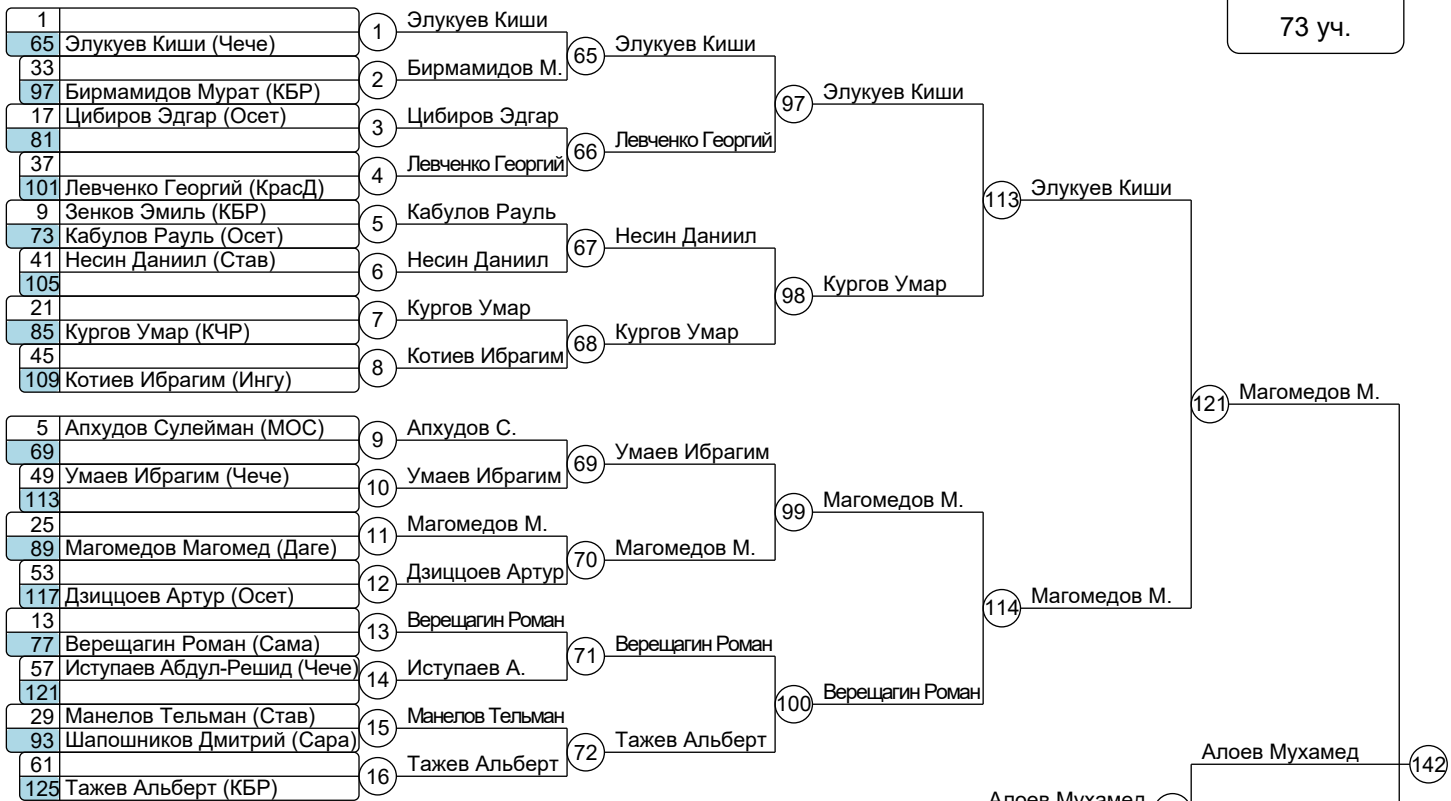 73 уч.
1
65 Элукуев Киши (Чече)
1
Элукуев Киши
33
97 Бирмамидов Мурат (КБР)
2
Бирмамидов М.
65
Элукуев Киши
17 Цибиров Эдгар (Осет)
81
3
Цибиров Эдгар
37
101 Левченко Георгий (КрасД)
4
Левченко Георгий
66
Левченко Георгий
97
Элукуев Киши
9 Зенков Эмиль (КБР)
73 Кабулов Рауль (Осет)
5
Кабулов Рауль
41 Несин Даниил (Став)
105
6
Несин Даниил
67
Несин Даниил
21
85 Кургов Умар (КЧР)
7
Кургов Умар
45
109 Котиев Ибрагим (Ингу)
8
Котиев Ибрагим
68
Кургов Умар
98
Кургов Умар
113
Элукуев Киши
5 Апхудов Сулейман (МОС)
69
9
Апхудов С.
49 Умаев Ибрагим (Чече)
113
10
Умаев Ибрагим
69
Умаев Ибрагим
25
89 Магомедов Магомед (Даге)
11
Магомедов М.
53
117 Дзиццоев Артур (Осет)
12
Дзиццоев Артур
70
Магомедов М.
99
Магомедов М.
13
77 Верещагин Роман (Сама)
13
Верещагин Роман
57 Иступаев Абдул-Решид (Чече)
121
14
Иступаев А.
71
Верещагин Роман
29 Манелов Тельман (Став)
93 Шапошников Дмитрий (Сара)
15
Манелов Тельман
61
125 Тажев Альберт (КБР)
16
Тажев Альберт
72
Тажев Альберт
100
Верещагин Роман
114
Магомедов М.
121
Магомедов М.
Алоев Мухамед
142
Алоев Мухамед